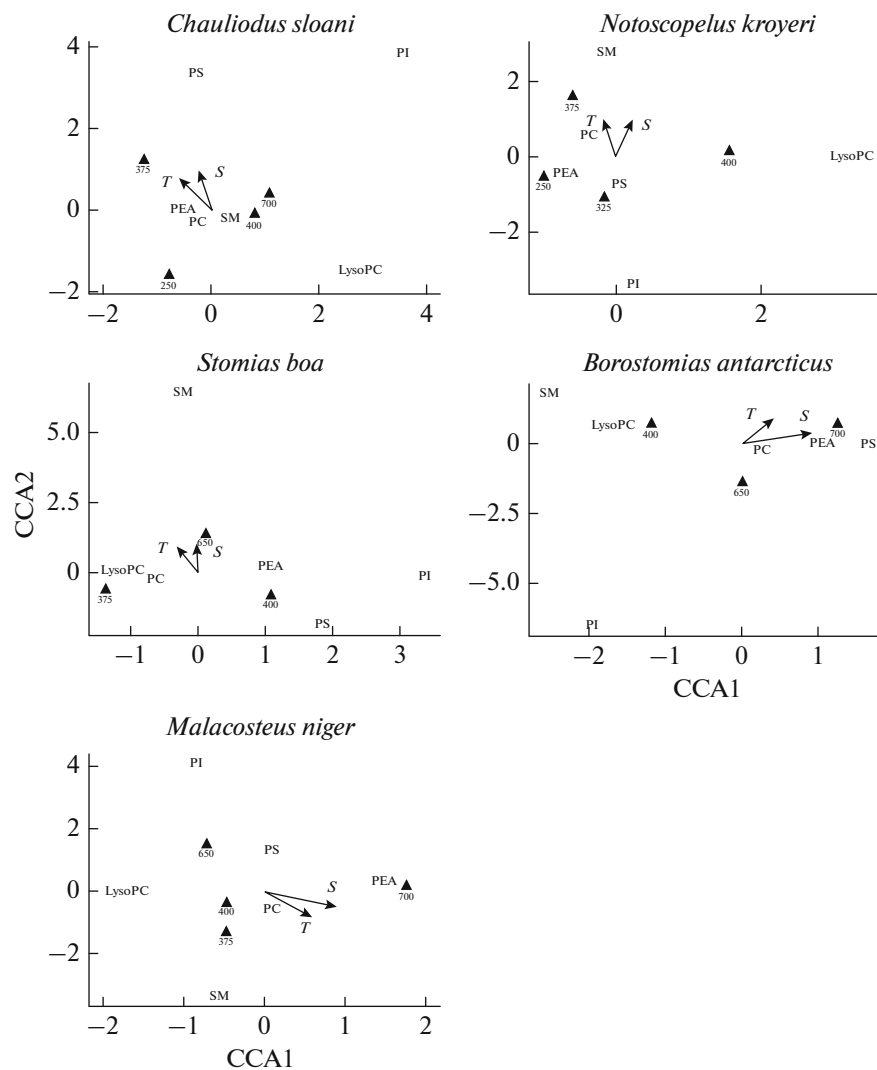 Chauliodus sloani
4
2
0
−2
−2
0
2
4
PI
PS
375
T
S
PEA
PC
SM
700
400
250
LysoPC
Notoscopelus kroyeri
2
0
−2
0
2
SM
375
T
S
PC
400
LysoPC
250
PEA
PS
325
PI
Stomias boa
CCA2
5.0
2.5
0
−1
0
1
2
3
SM
650
T
S
LysoPC
PC
PEA
PI
375
400
PS
Borostomias antarcticus
0
−2.5
−5.0
−2
−1
0
1
CCA1
SM
LysoPC
400
T
S
PC
PEA
700
PS
650
PI
Malacosteus niger
4
2
0
−2
−2
−1
0
1
2
CCA1
PI
650
PS
LysoPC
400
PC
S
T
PEA
700
375
SM